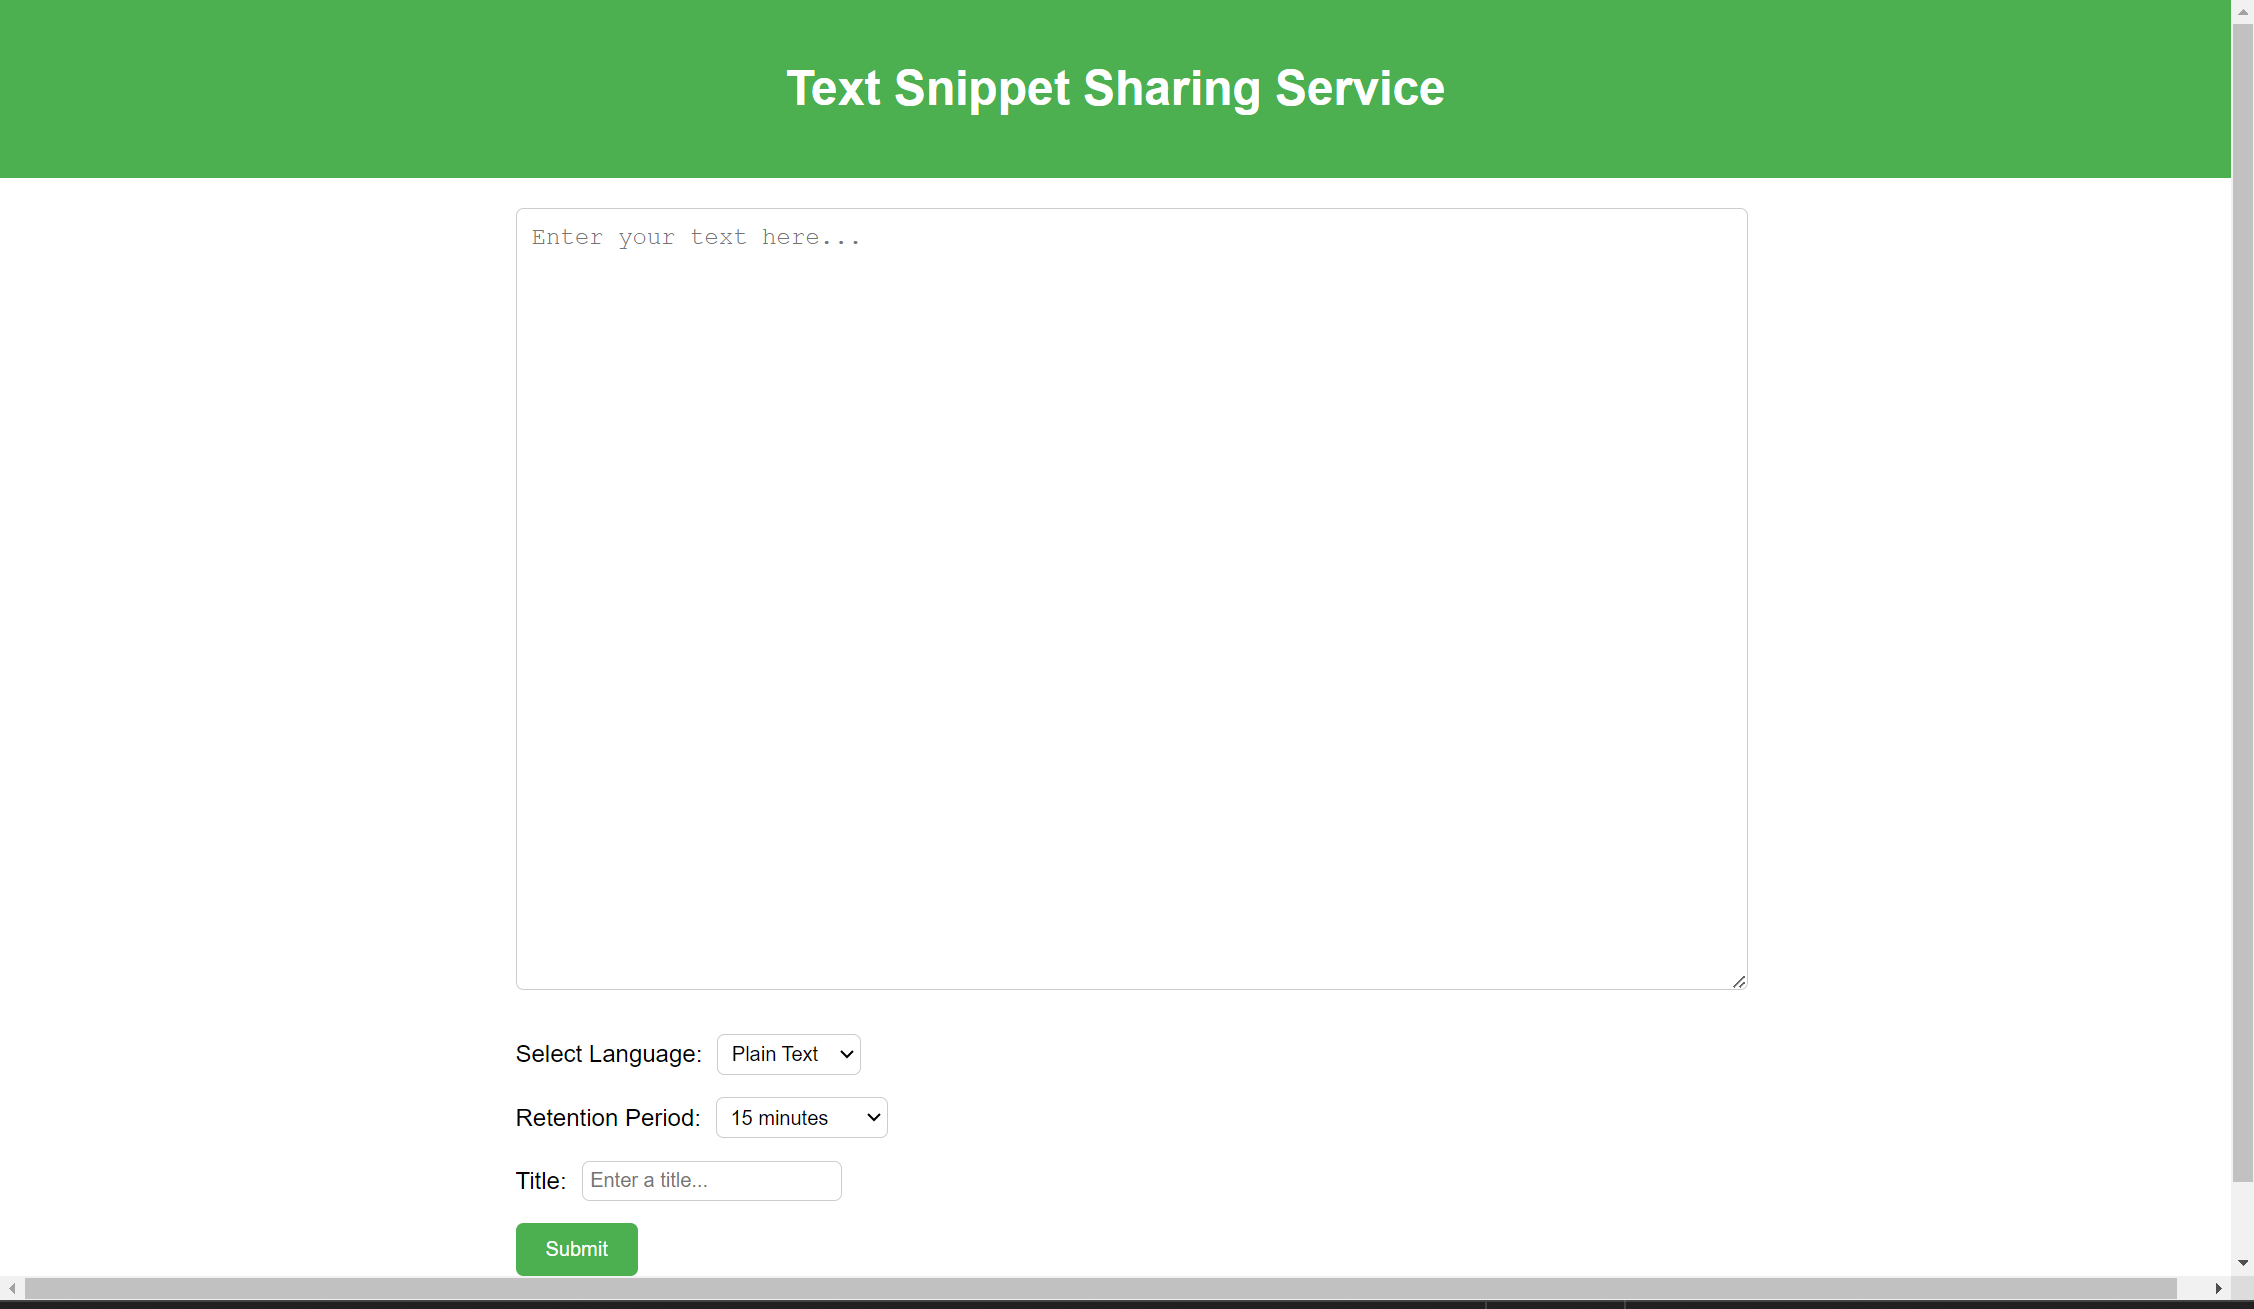 Text Snippet Sharing Service
Enter your text here...
Select Language: Plain Text
Retention Period: 15 minutes
Title: Enter a title...
Submit